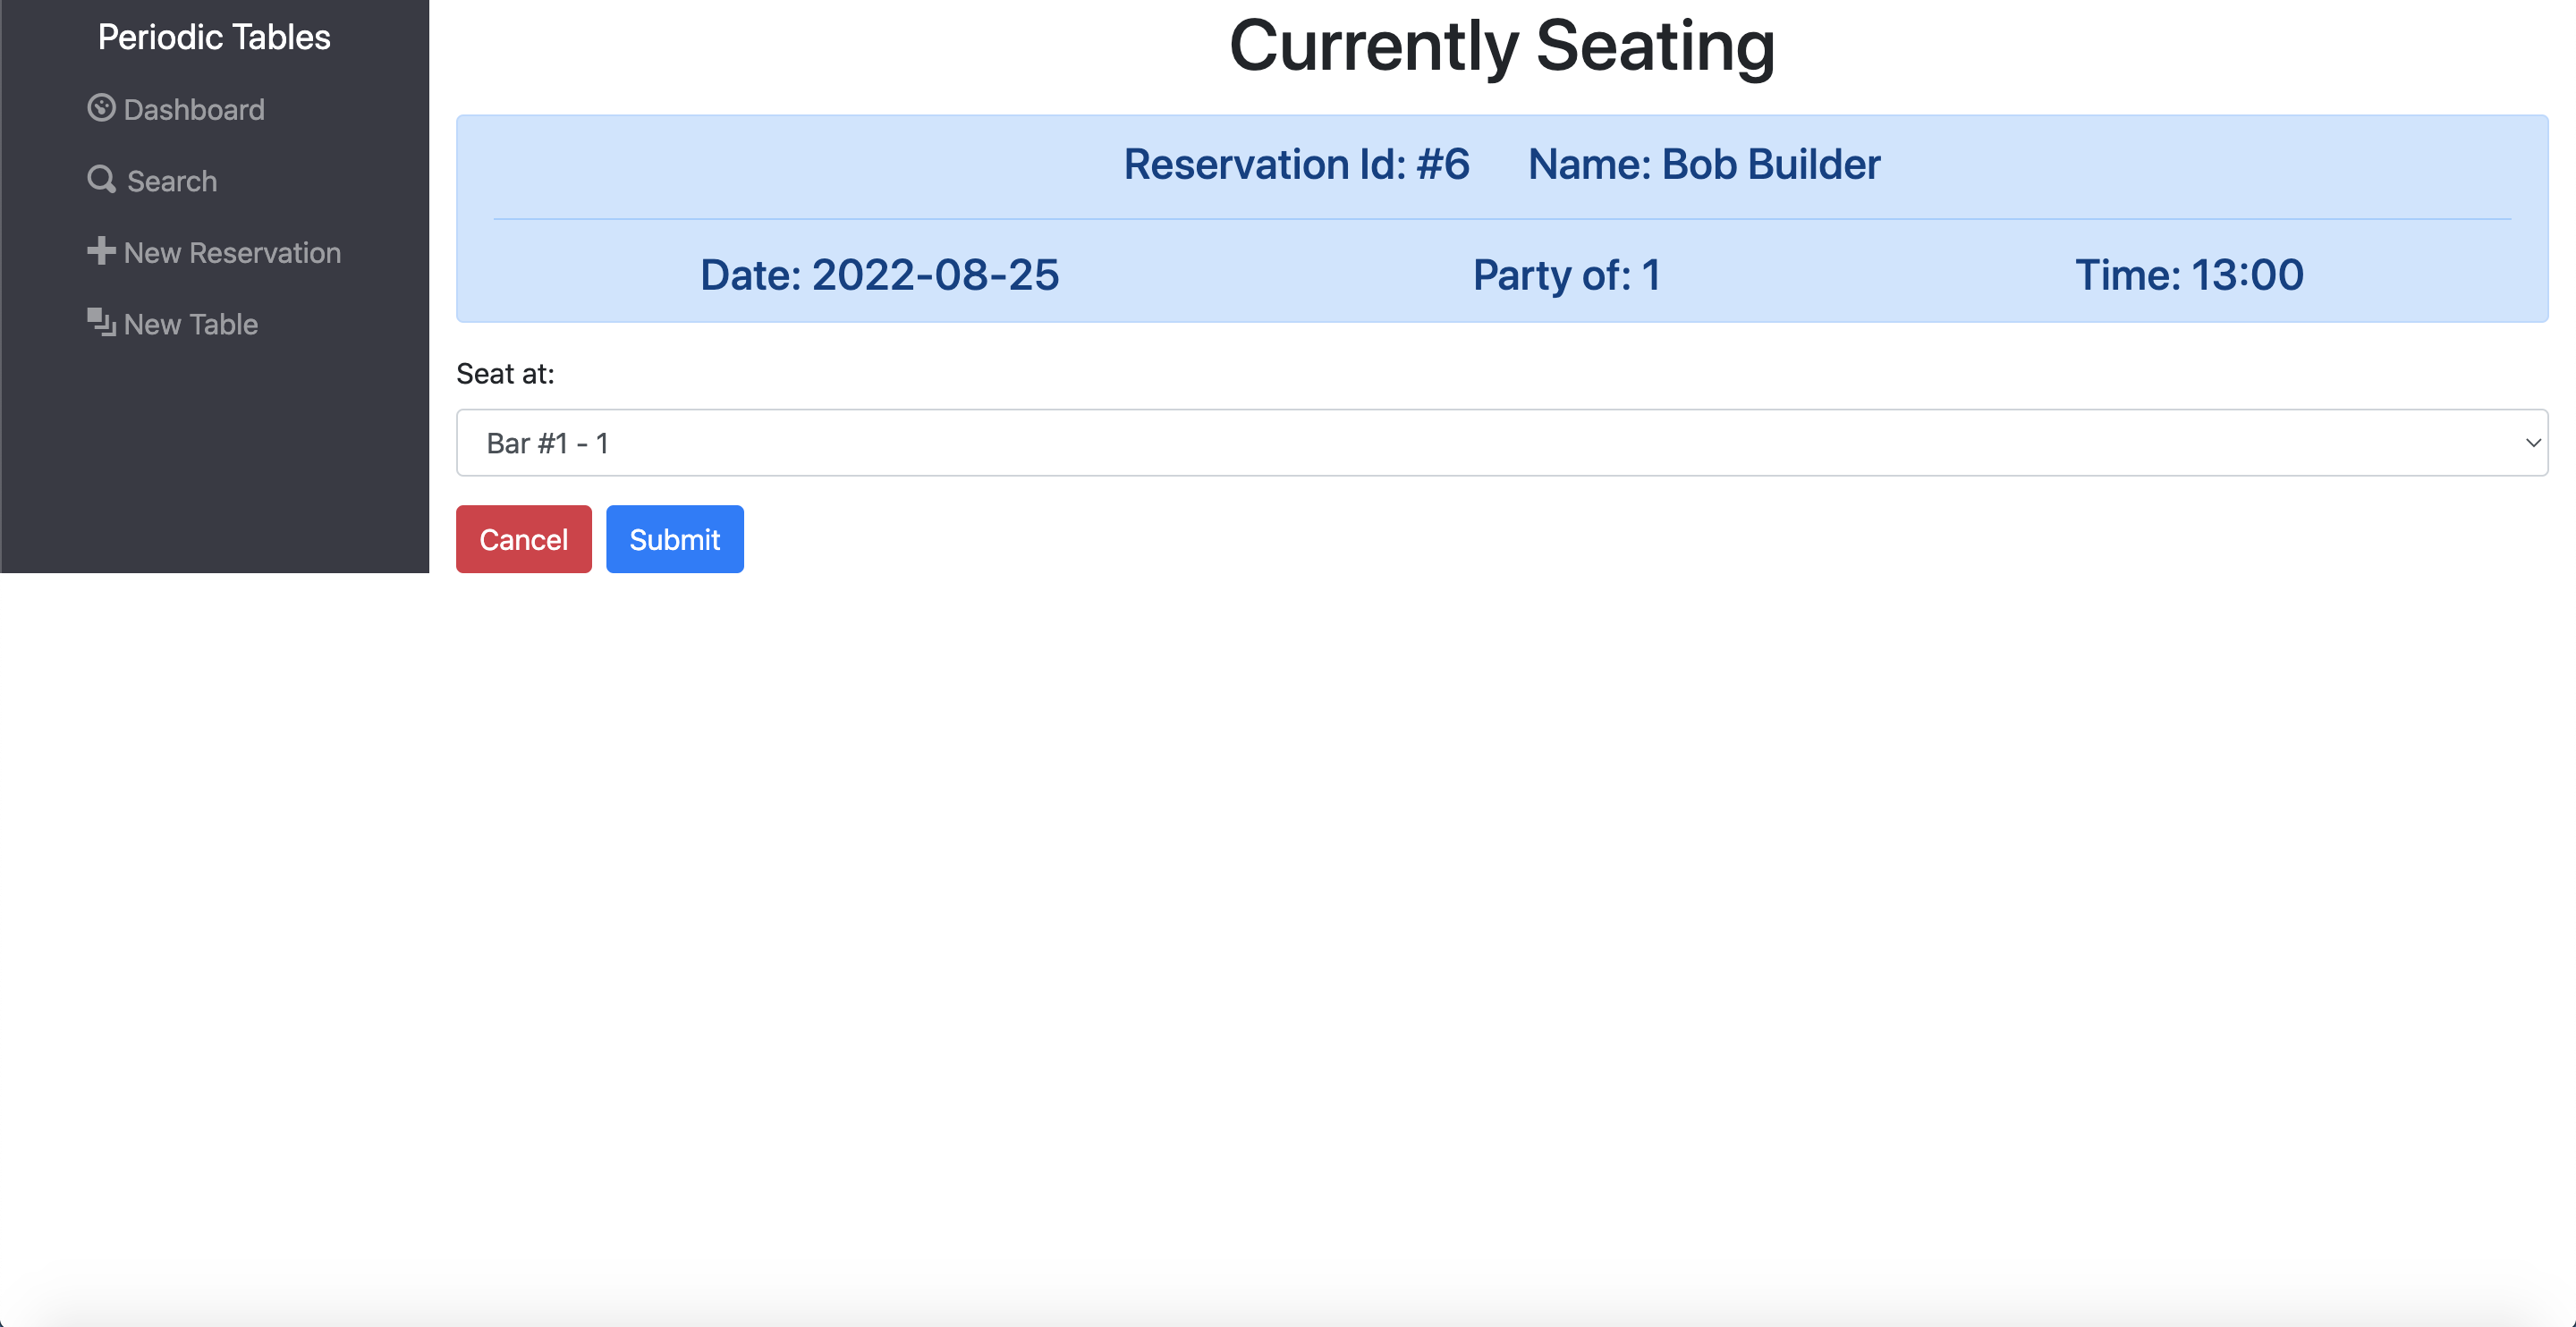 Periodic Tables
Dashboard
Search
New Reservation
New Table
Currently Seating
Reservation Id: #6 Name: Bob Builder
Date: 2022-08-25 Party of: 1 Time: 13:00
Seat at:
Bar #1 - 1
Cancel Submit